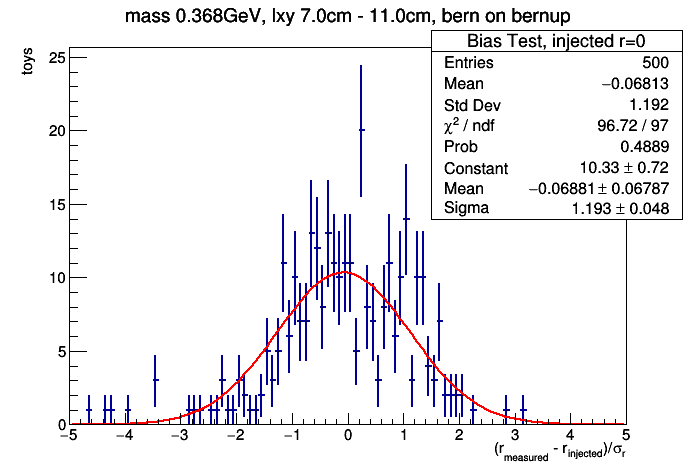 mass 0.368GeV, lxy 7.0cm - 11.0cm, bern on bernup
Bias Test, injected r=0
Entries 500
Mean −0.06813
Std Dev 1.192
χ² / ndf 96.72 / 97
Prob 0.4889
Constant 10.33 ± 0.72
Mean −0.06881 ± 0.06787
Sigma 1.193 ± 0.048
toys
25
20
15
10
5
0
−5 −4 −3 −2 −1 0 1 2 3 4 5
(r_measured - r_injected)/σ_r